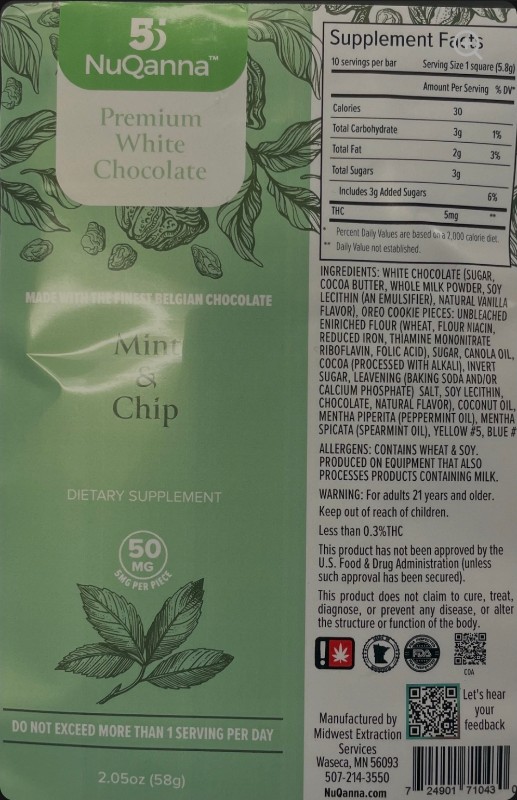 NuQanna™
Premium
White
Chocolate
MADE WITH THE FINEST BELGIAN CHOCOLATE
Mint
&
Chip
DIETARY SUPPLEMENT
50
MG
5MG PER PIECE
DO NOT EXCEED MORE THAN 1 SERVING PER DAY
2.05oz (58g)
Supplement Facts
10 servings per bar Serving Size 1 square (5.8g)
Amount Per Serving % DV*
Calories 30
Total Carbohydrate 3g 1%
Total Fat 2g 3%
Total Sugars 3g
Includes 3g Added Sugars 6%
THC 5mg **
* Percent Daily Values are based on a 2,000 calorie diet.
** Daily Value not established.
INGREDIENTS: WHITE CHOCOLATE (SUGAR,
COCOA BUTTER, WHOLE MILK POWDER, SOY
LECITHIN (AN EMULSIFIER), NATURAL VANILLA
FLAVOR), OREO COOKIE PIECES: UNBLEACHED
ENIRICHED FLOUR (WHEAT, FLOUR NIACIN,
REDUCED IRON, THIAMINE MONONITRATE
RIBOFLAVIN, FOLIC ACID), SUGAR, CANOLA OIL,
COCOA (PROCESSED WITH ALKALI), INVERT
SUGAR, LEAVENING (BAKING SODA AND/OR
CALCIUM PHOSPHATE) SALT, SOY LECITHIN,
CHOCOLATE, NATURAL FLAVOR), COCONUT OIL,
MENTHA PIPERITA (PEPPERMINT OIL), MENTHA
SPICATA (SPEARMINT OIL), YELLOW #5, BLUE #
ALLERGENS: CONTAINS WHEAT & SOY.
PRODUCED ON EQUIPMENT THAT ALSO
PROCESSES PRODUCTS CONTAINING MILK.
WARNING: For adults 21 years and older.
Keep out of reach of children.
Less than 0.3%THC
This product has not been approved by the
U.S. Food & Drug Administration (unless
such approval has been secured).
This product does not claim to cure, treat,
diagnose, or prevent any disease, or alter
the structure or function of the body.
FDA
COA
Let's hear
your
feedback
Manufactured by
Midwest Extraction
Services
Waseca, MN 56093
507-214-3550
NuQanna.com
7 24901 71043 0